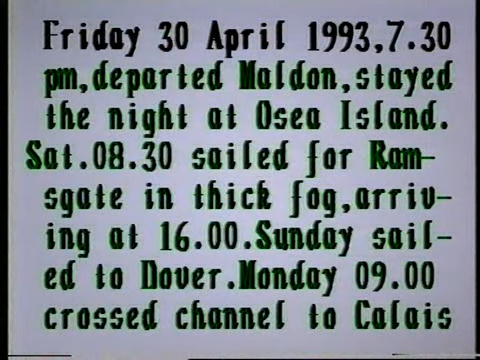 Friday 30 April 1993,7.30
pm,departed Maldon,stayed
the night at Osea Island.
Sat.08.30 sailed for Ram-
sgate in thick fog,arriv-
ing at 16.00.Sunday sail-
ed to Dover.Monday 09.00
crossed channel to Calais